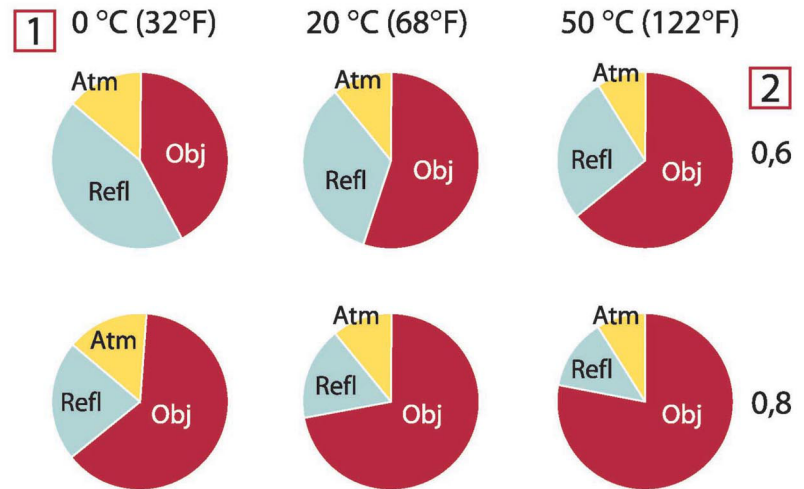 1 0 °C (32°F) 20 °C (68°F) 50 °C (122°F)
Atm Atm Atm
2
Obj Refl Obj Refl Refl Obj 0,6
Atm Atm Atm
Refl Obj Refl Obj Refl Obj 0,8